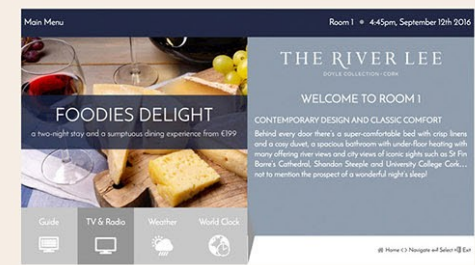 Main Menu
Room 1 • 4:45pm, September 12th 2016
FOODIES DELIGHT
a two-night stay and a sumptuous dining experience from €199
Guide
TV & Radio
Weather
World Clock
THE RIVER LEE
DOYLE COLLECTION · CORK
WELCOME TO ROOM 1
CONTEMPORARY DESIGN AND CLASSIC COMFORT
Behind every door there's a super-comfortable bed with crisp linens
and a cosy duvet, a spacious bathroom with under-floor heating with
many offering river views and city views of iconic sights such as St Fin
Barre's Cathedral, Shandon Steeple and University College Cork...
not to mention the prospect of a wonderful night's sleep!
Home <> Navigate Select Exit